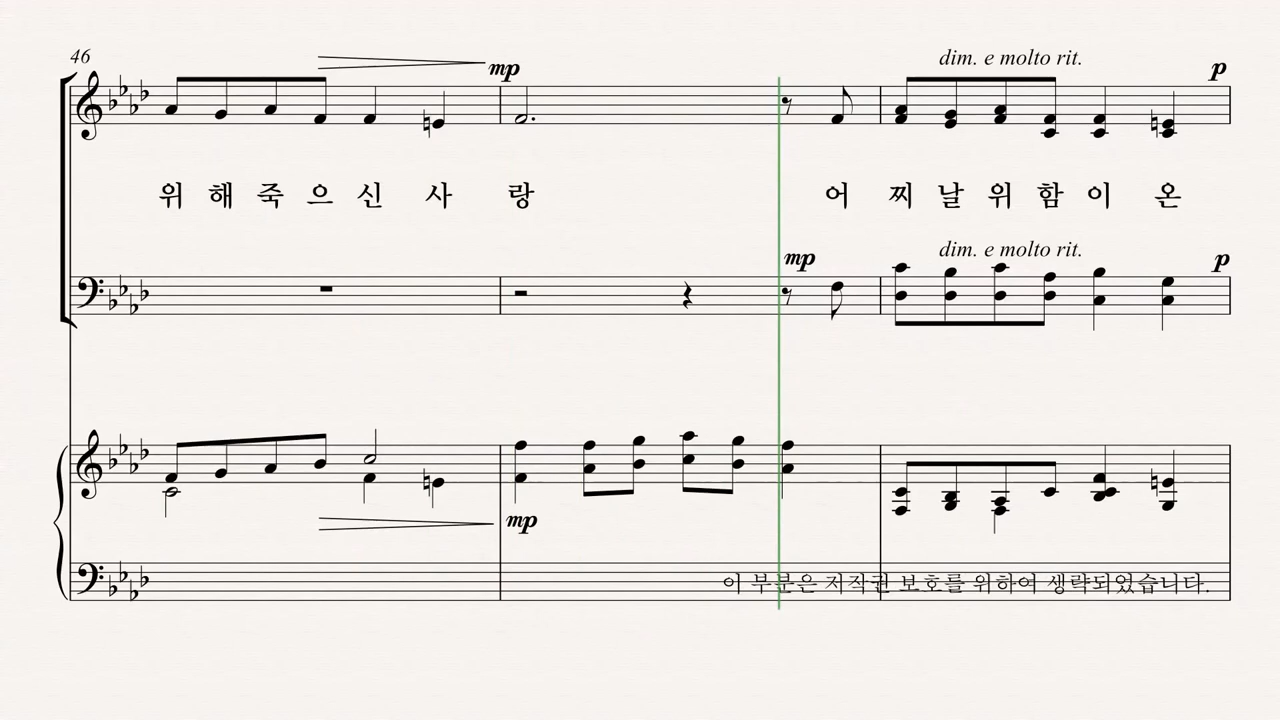 46
mp
dim. e molto rit.
p
위 해 죽 으 신 사 랑 어 찌 날 위 함 이 온
mp
dim. e molto rit.
p
mp
이 부분은 저작권 보호를 위하여 생략되었습니다.